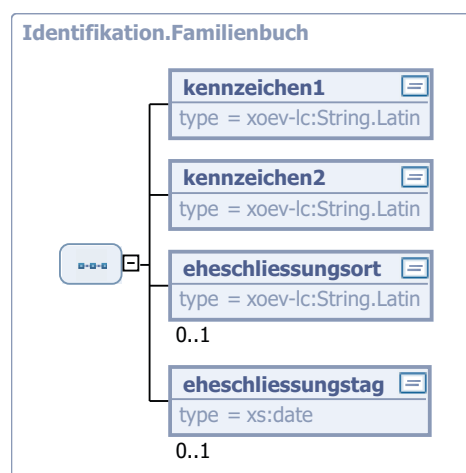 Identifikation.Familienbuch
kennzeichen1
type = xoev-lc:String.Latin
kennzeichen2
type = xoev-lc:String.Latin
eheschliessungsort
type = xoev-lc:String.Latin
0..1
eheschliessungstag
type = xs:date
0..1